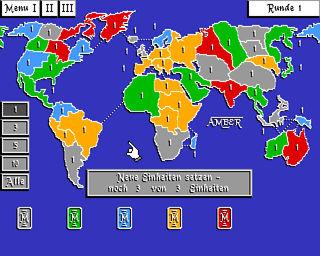 Menu I II III
Runde 1
AMBER
1
3
5
10
Alle
Neue Einheiten setzen -
noch 3 von 3 Einheiten
M M M M M